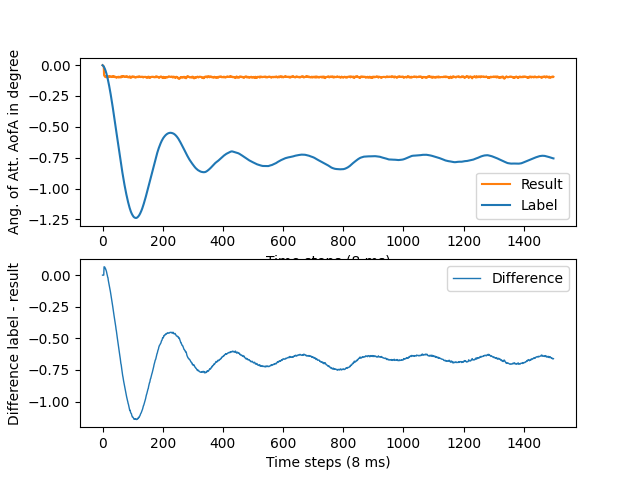 Ang. of Att. AofA in degree
0.00
−0.25
−0.50
−0.75
−1.00
−1.25
Result
Label
0 200 400 600 800 1000 1200 1400
Time steps (8 ms)
Difference label - result
0.00
−0.25
−0.50
−0.75
−1.00
Difference
0 200 400 600 800 1000 1200 1400
Time steps (8 ms)